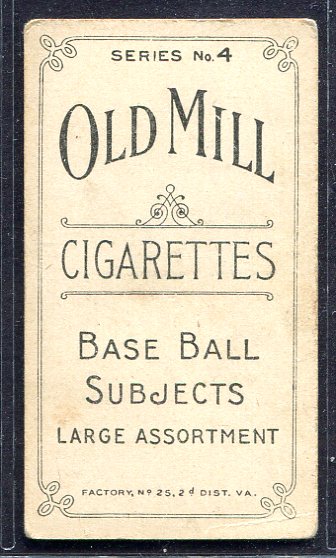 SERIES No. 4
OLD MILL
CIGARETTES
BASE BALL
SUBJECTS
LARGE ASSORTMENT
FACTORY, Nº 25, 2d DIST. VA.